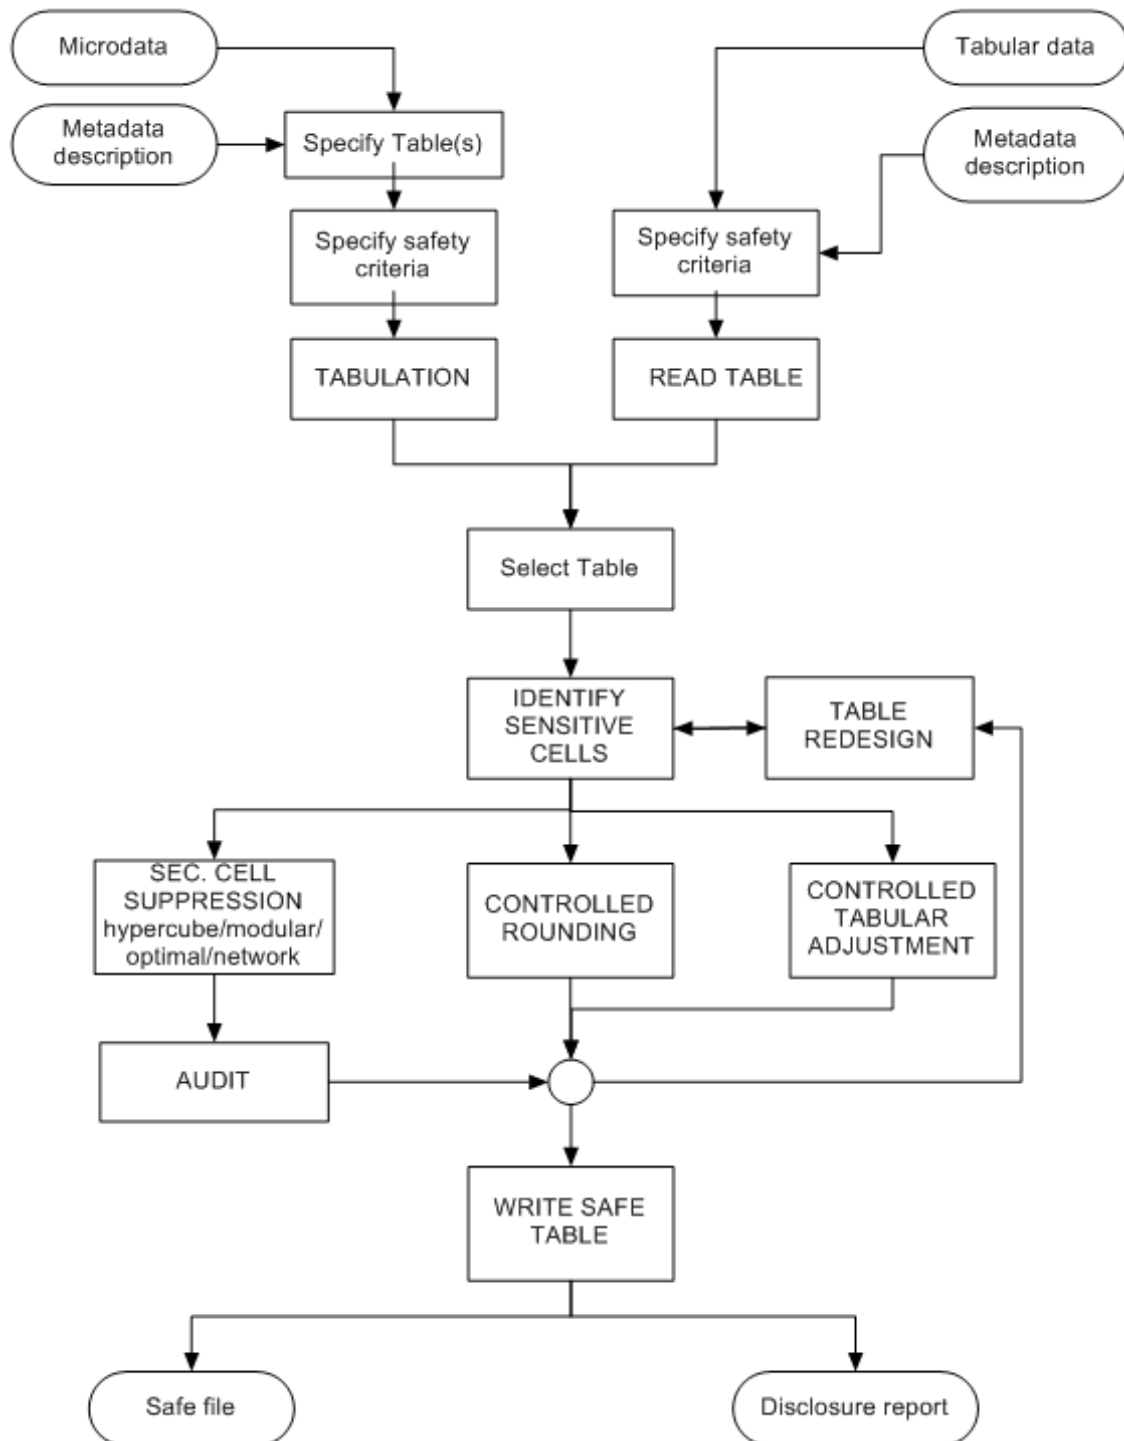 Microdata
Tabular data
Metadata
description
Metadata
description
Specify Table(s)
Specify safety
criteria
Specify safety
criteria
TABULATION
READ TABLE
Select Table
IDENTIFY
SENSITIVE
CELLS
TABLE
REDESIGN
SEC. CELL
SUPPRESSION
hypercube/modular/
optimal/network
CONTROLLED
ROUNDING
CONTROLLED
TABULAR
ADJUSTMENT
AUDIT
WRITE SAFE
TABLE
Safe file
Disclosure report